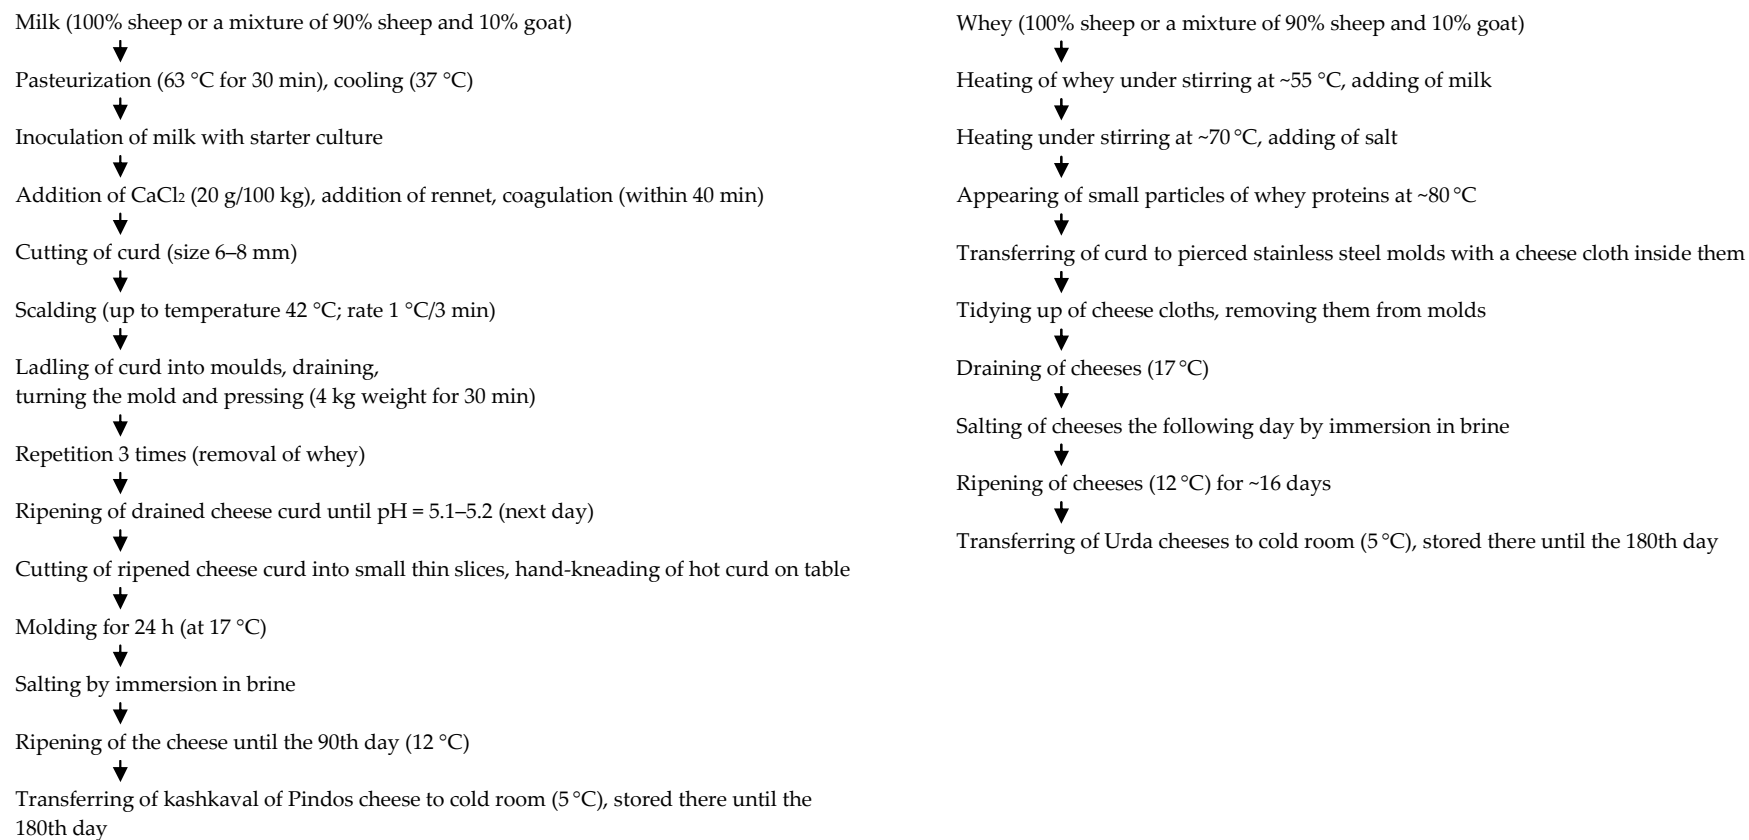 Milk (100% sheep or a mixture of 90% sheep and 10% goat)
Pasteurization (63 °C for 30 min), cooling (37 °C)
Inoculation of milk with starter culture
Addition of CaCl₂ (20 g/100 kg), addition of rennet, coagulation (within 40 min)
Cutting of curd (size 6–8 mm)
Scalding (up to temperature 42 °C; rate 1 °C/3 min)
Ladling of curd into moulds, draining,
turning the mold and pressing (4 kg weight for 30 min)
Repetition 3 times (removal of whey)
Ripening of drained cheese curd until pH = 5.1–5.2 (next day)
Cutting of ripened cheese curd into small thin slices, hand-kneading of hot curd on table
Molding for 24 h (at 17 °C)
Salting by immersion in brine
Ripening of the cheese until the 90th day (12 °C)
Transferring of kashkaval of Pindos cheese to cold room (5 °C), stored there until the
180th day
Whey (100% sheep or a mixture of 90% sheep and 10% goat)
Heating of whey under stirring at ~55 °C, adding of milk
Heating under stirring at ~70 °C, adding of salt
Appearing of small particles of whey proteins at ~80 °C
Transferring of curd to pierced stainless steel molds with a cheese cloth inside them
Tidying up of cheese cloths, removing them from molds
Draining of cheeses (17 °C)
Salting of cheeses the following day by immersion in brine
Ripening of cheeses (12 °C) for ~16 days
Transferring of Urda cheeses to cold room (5 °C), stored there until the 180th day